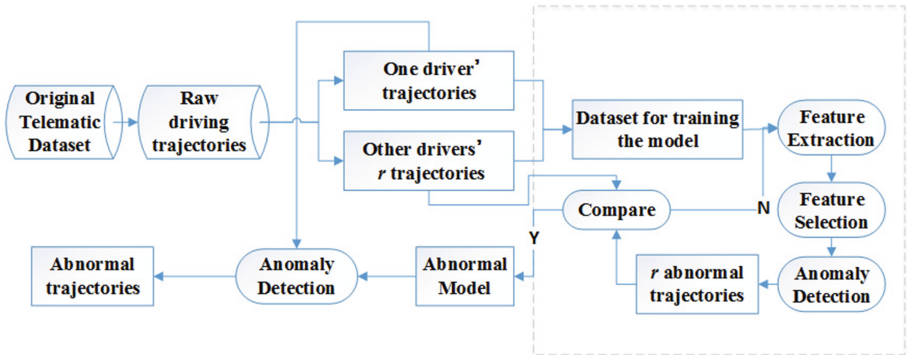 Original
Telematic
Dataset
Raw
driving
trajectories
One driver’
trajectories
Other drivers’
r trajectories
Dataset for training
the model
Feature
Extraction
Feature
Selection
Anomaly
Detection
r abnormal
trajectories
Compare
N
Y
Abnormal
Model
Anomaly
Detection
Abnormal
trajectories